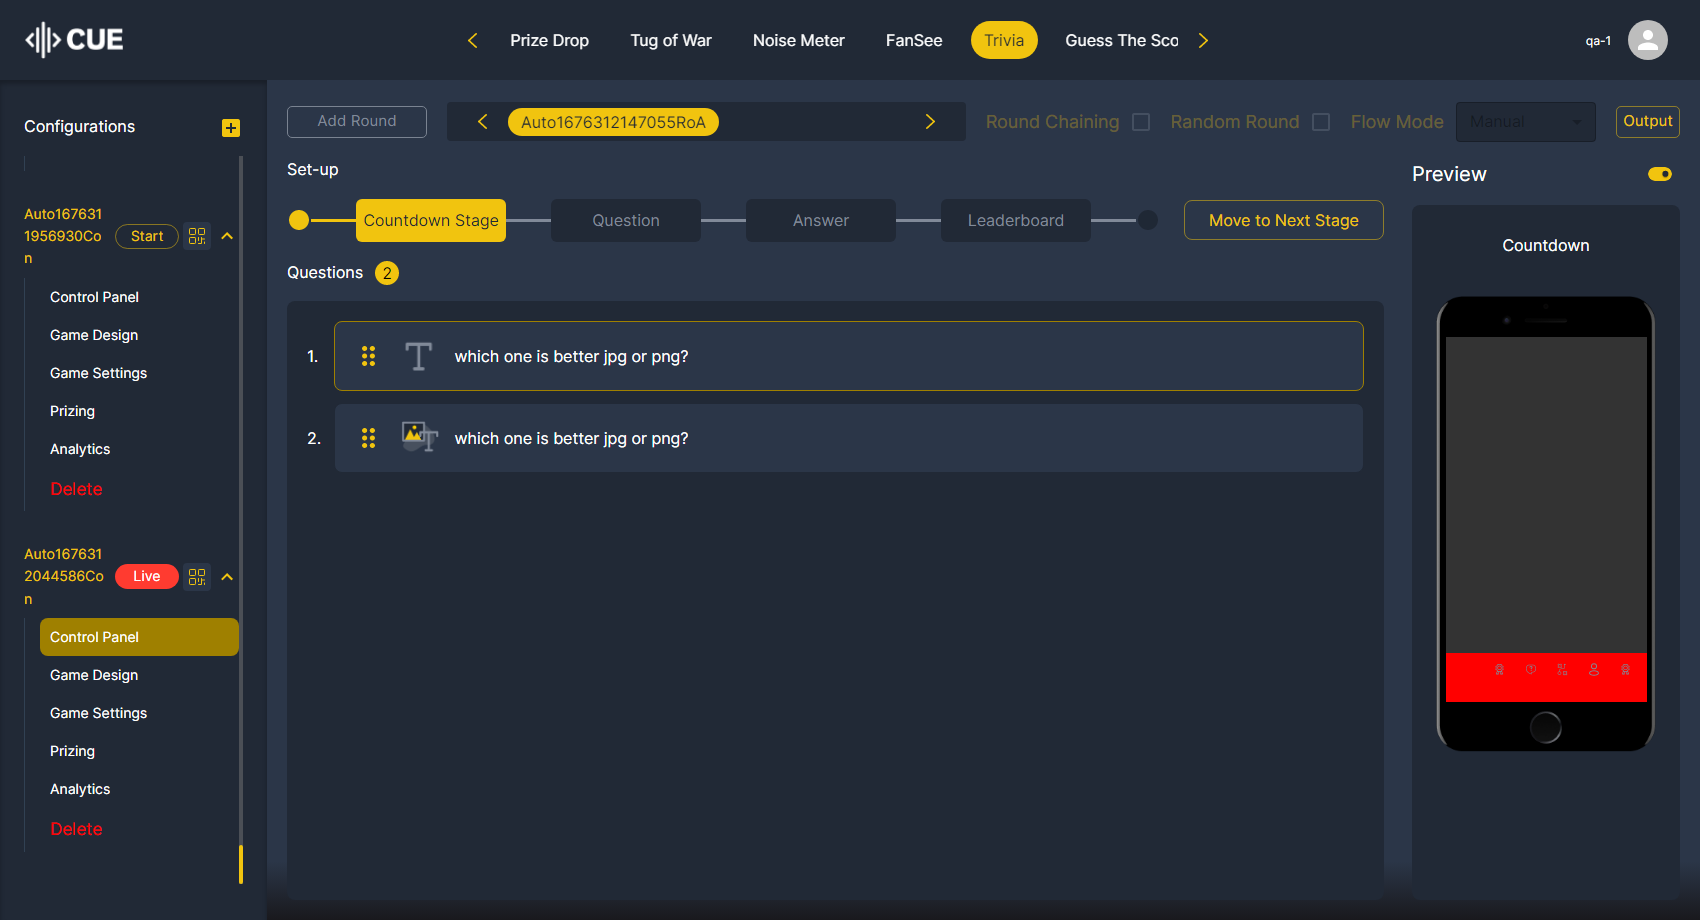 CUE
Prize Drop
Tug of War
Noise Meter
FanSee
Trivia
Guess The Sco
qa-1
Configurations
Auto167631
1956930Co
n
Start
Control Panel
Game Design
Game Settings
Prizing
Analytics
Delete
Auto167631
2044586Co
n
Live
Control Panel
Game Design
Game Settings
Prizing
Analytics
Delete
Add Round
Auto1676312147055RoA
Round Chaining
Random Round
Flow Mode
Manual
Output
Set-up
Countdown Stage
Question
Answer
Leaderboard
Move to Next Stage
Questions 2
1. which one is better jpg or png?
2. which one is better jpg or png?
Preview
Countdown